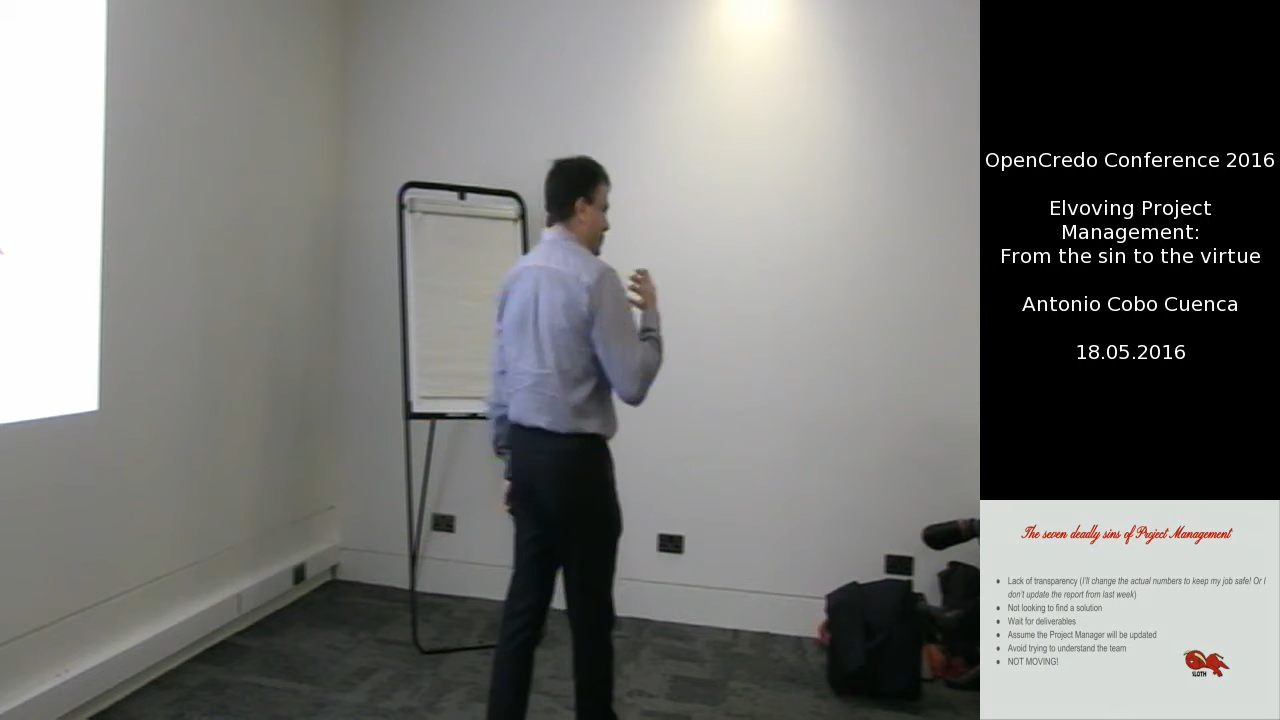 OpenCredo Conference 2016
Elvoving Project
Management:
From the sin to the virtue
Antonio Cobo Cuenca
18.05.2016
The seven deadly sins of Project Management
● Lack of transparency (I'll change the actual numbers to keep my job safe! Or I
don't update the report from last week)
● Not looking to find a solution
● Wait for deliverables
● Assume the Project Manager will be updated
● Avoid trying to understand the team
● NOT MOVING!
SLOTH